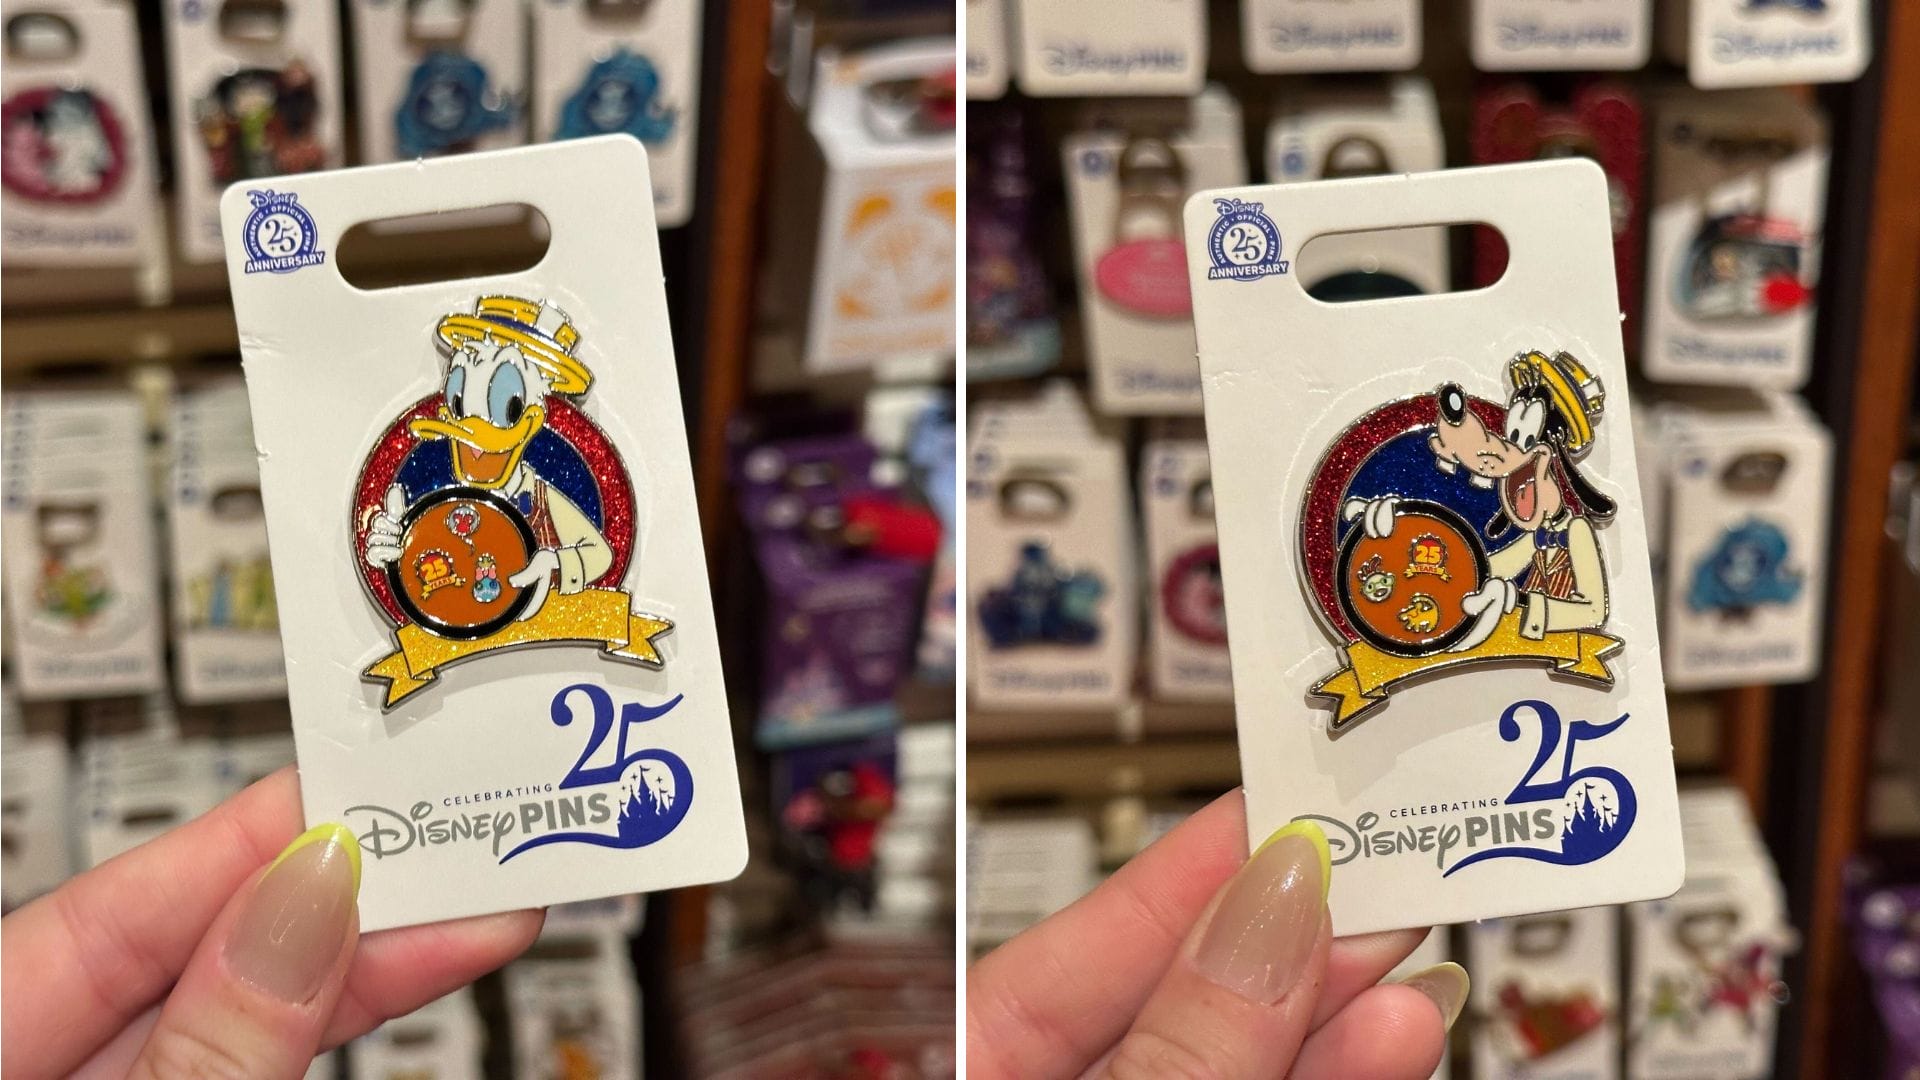 Disney
AUTHENTIC • OFFICIAL • PINS
25
ANNIVERSARY
25
YEARS
25
CELEBRATING
Disney PINS
Disney
AUTHENTIC • OFFICIAL • PINS
25
ANNIVERSARY
25
YEARS
25
CELEBRATING
Disney PINS